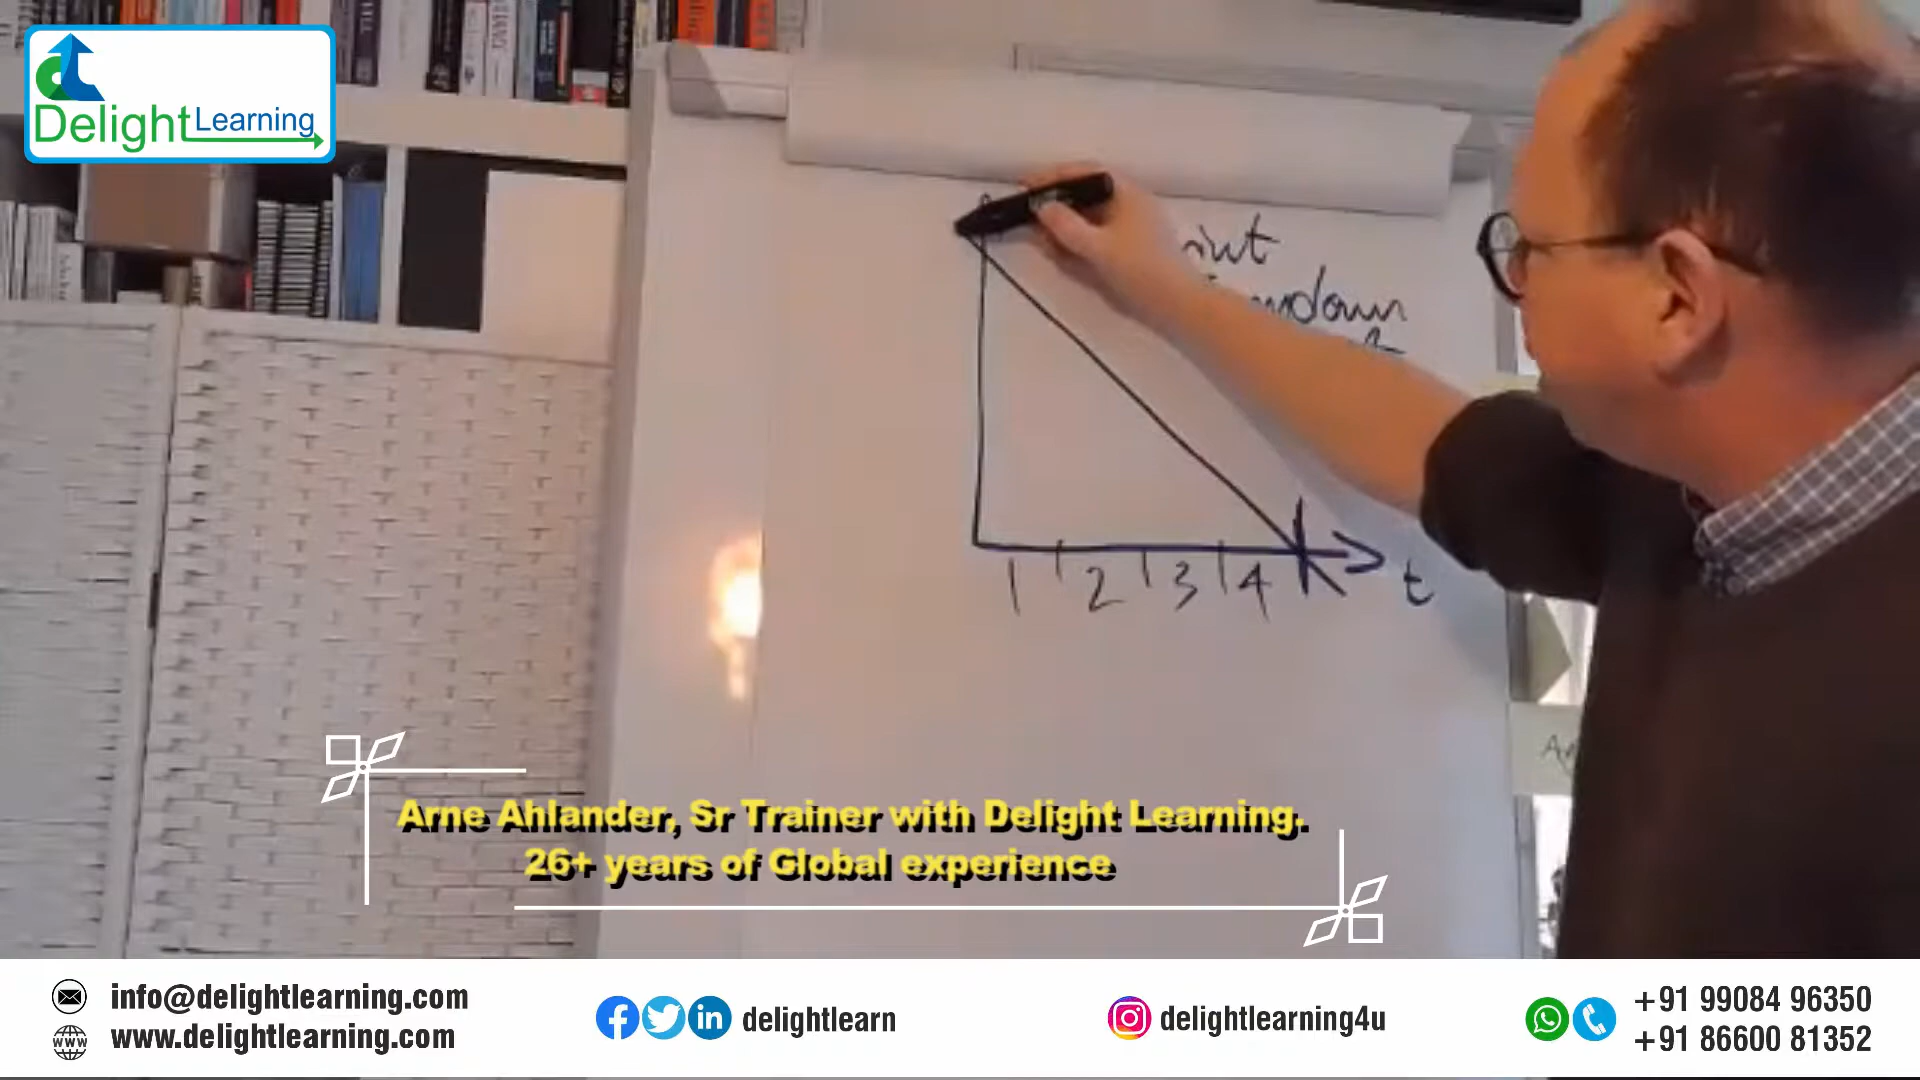 Delight Learning
1 2 3 4 t
Arne Ahlander, Sr Trainer with Delight Learning.
26+ years of Global experience
info@delightlearning.com
www.delightlearning.com
delightlearn
delightlearning4u
+91 99084 96350
+91 86600 81352